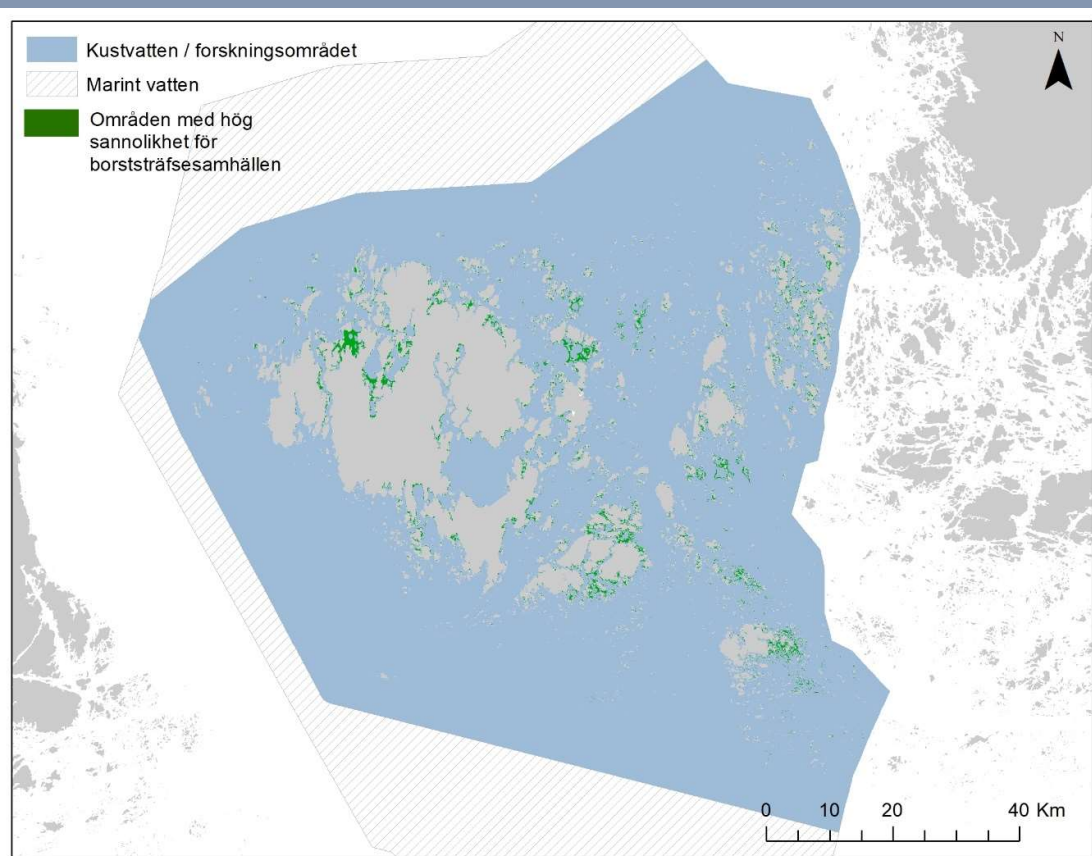 Kustvatten / forskningsområdet
Marint vatten
Områden med hög
sannolikhet för
borststräfsesamhällen
N
0 10 20 40 Km